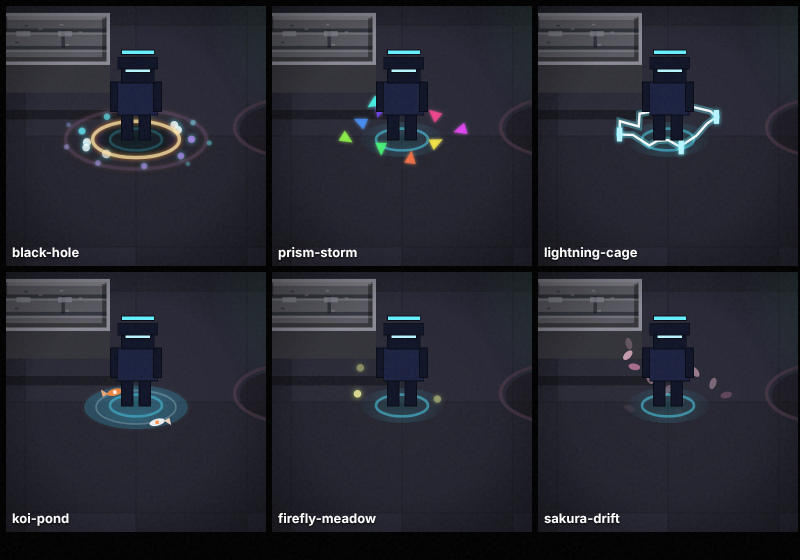 black-hole
prism-storm
lightning-cage
koi-pond
firefly-meadow
sakura-drift